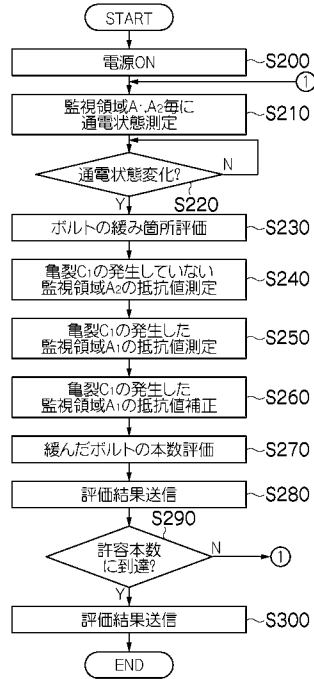 START
電源ON
S200
①
監視領域A₁,A₂毎に
通電状態測定
S210
通電状態変化?
N
Y
S220
ボルトの緩み箇所評価
S230
亀裂C₁の発生していない
監視領域A₂の抵抗値測定
S240
亀裂C₁の発生した
監視領域A₁の抵抗値測定
S250
亀裂C₁の発生した
監視領域A₁の抵抗値補正
S260
緩んだボルトの本数評価
S270
評価結果送信
S280
S290
許容本数
に到達?
N
①
Y
評価結果送信
S300
END